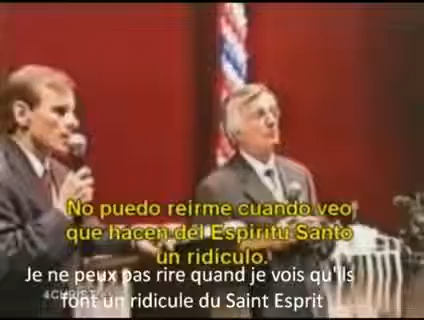 No puedo reirme cuando veo
que hacen del Espíritu Santo
un ridículo.
Je ne peux pas rire quand je vois qu'ils
font un ridicule du Saint Esprit